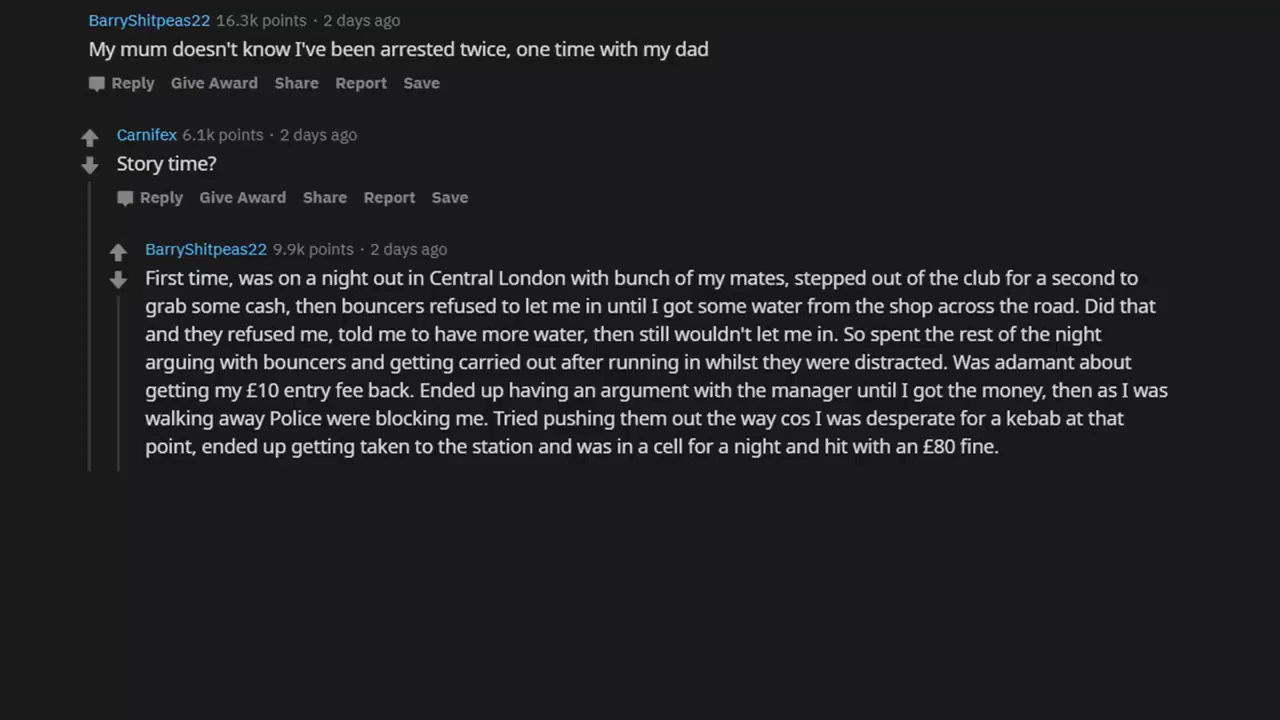 BarryShitpeas22 16.3k points · 2 days ago
My mum doesn't know I've been arrested twice, one time with my dad
Reply Give Award Share Report Save
Carnifex 6.1k points · 2 days ago
Story time?
Reply Give Award Share Report Save
BarryShitpeas22 9.9k points · 2 days ago
First time, was on a night out in Central London with bunch of my mates, stepped out of the club for a second to
grab some cash, then bouncers refused to let me in until I got some water from the shop across the road. Did that
and they refused me, told me to have more water, then still wouldn't let me in. So spent the rest of the night
arguing with bouncers and getting carried out after running in whilst they were distracted. Was adamant about
getting my £10 entry fee back. Ended up having an argument with the manager until I got the money, then as I was
walking away Police were blocking me. Tried pushing them out the way cos I was desperate for a kebab at that
point, ended up getting taken to the station and was in a cell for a night and hit with an £80 fine.